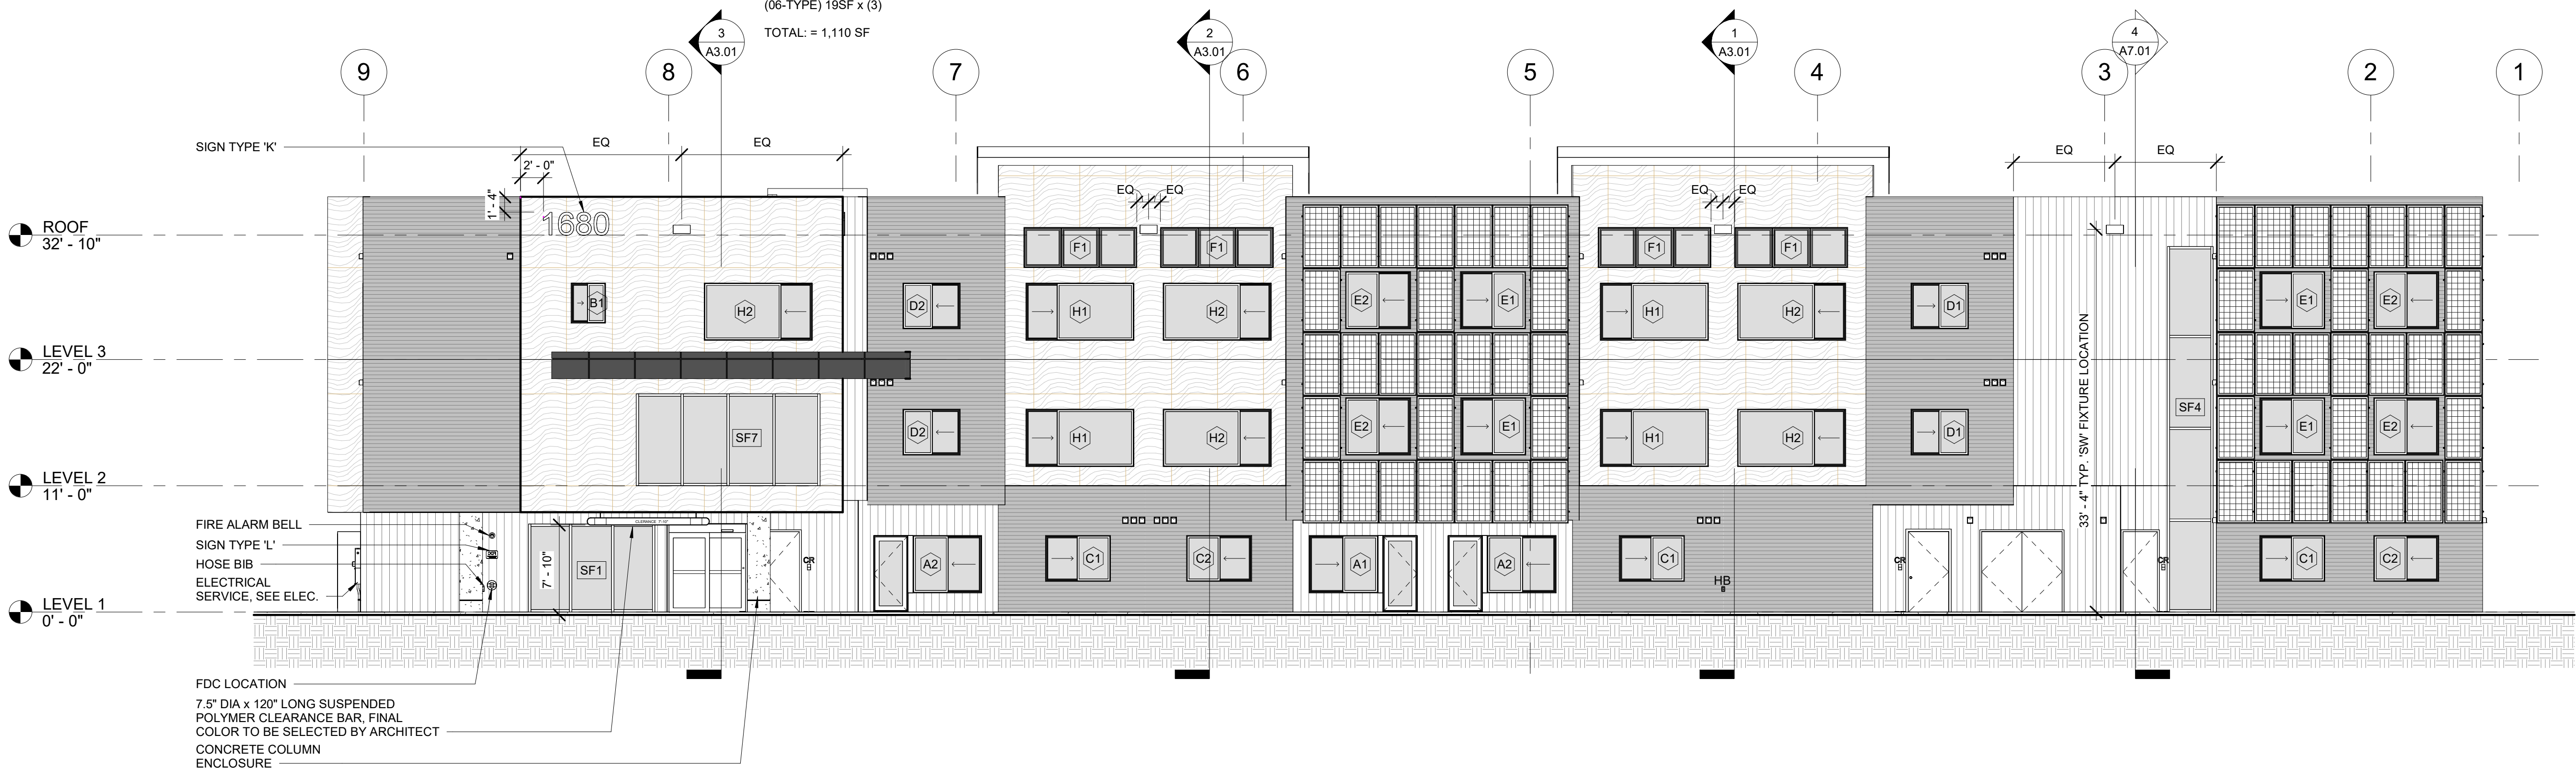 (06-TYPE) 19SF x (3)
TOTAL: = 1,110 SF
3
A3.01
2
A3.01
1
A3.01
4
A7.01
9
8
7
6
5
4
3
2
1
SIGN TYPE 'K'
EQ
EQ
2' - 0"
1' - 4"
EQ
EQ
EQ
EQ
EQ
EQ
1680
ROOF
32' - 10"
F1
F1
F1
F1
B1
H2
D2
H1
H2
E2
E1
H1
H2
D1
E1
E2
LEVEL 3
22' - 0"
33' - 4" TYP. 'SW' FIXTURE LOCATION
SF4
SF7
D2
H1
H2
E2
E1
H1
H2
D1
E1
E2
LEVEL 2
11' - 0"
FIRE ALARM BELL
SIGN TYPE 'L'
HOSE BIB
ELECTRICAL
SERVICE, SEE ELEC.
CLEARANCE 7'-10"
7' - 10"
SF1
CR
A2
C1
C2
A1
A2
C1
HB
CR
CR
C1
C2
LEVEL 1
0' - 0"
FDC LOCATION
7.5" DIA x 120" LONG SUSPENDED
POLYMER CLEARANCE BAR, FINAL
COLOR TO BE SELECTED BY ARCHITECT
CONCRETE COLUMN
ENCLOSURE